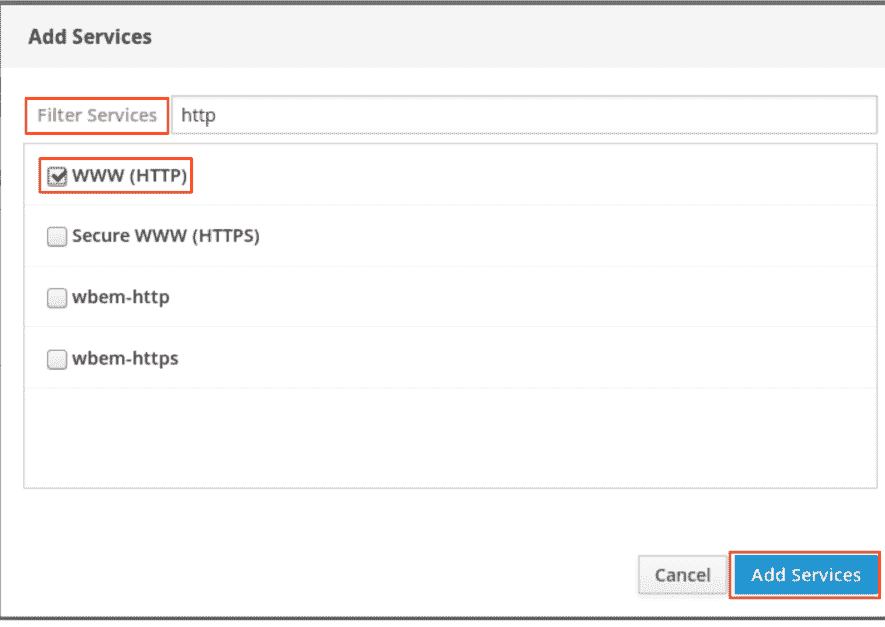 Add Services
Filter Services http
WWW (HTTP)
Secure WWW (HTTPS)
wbem-http
wbem-https
Cancel Add Services